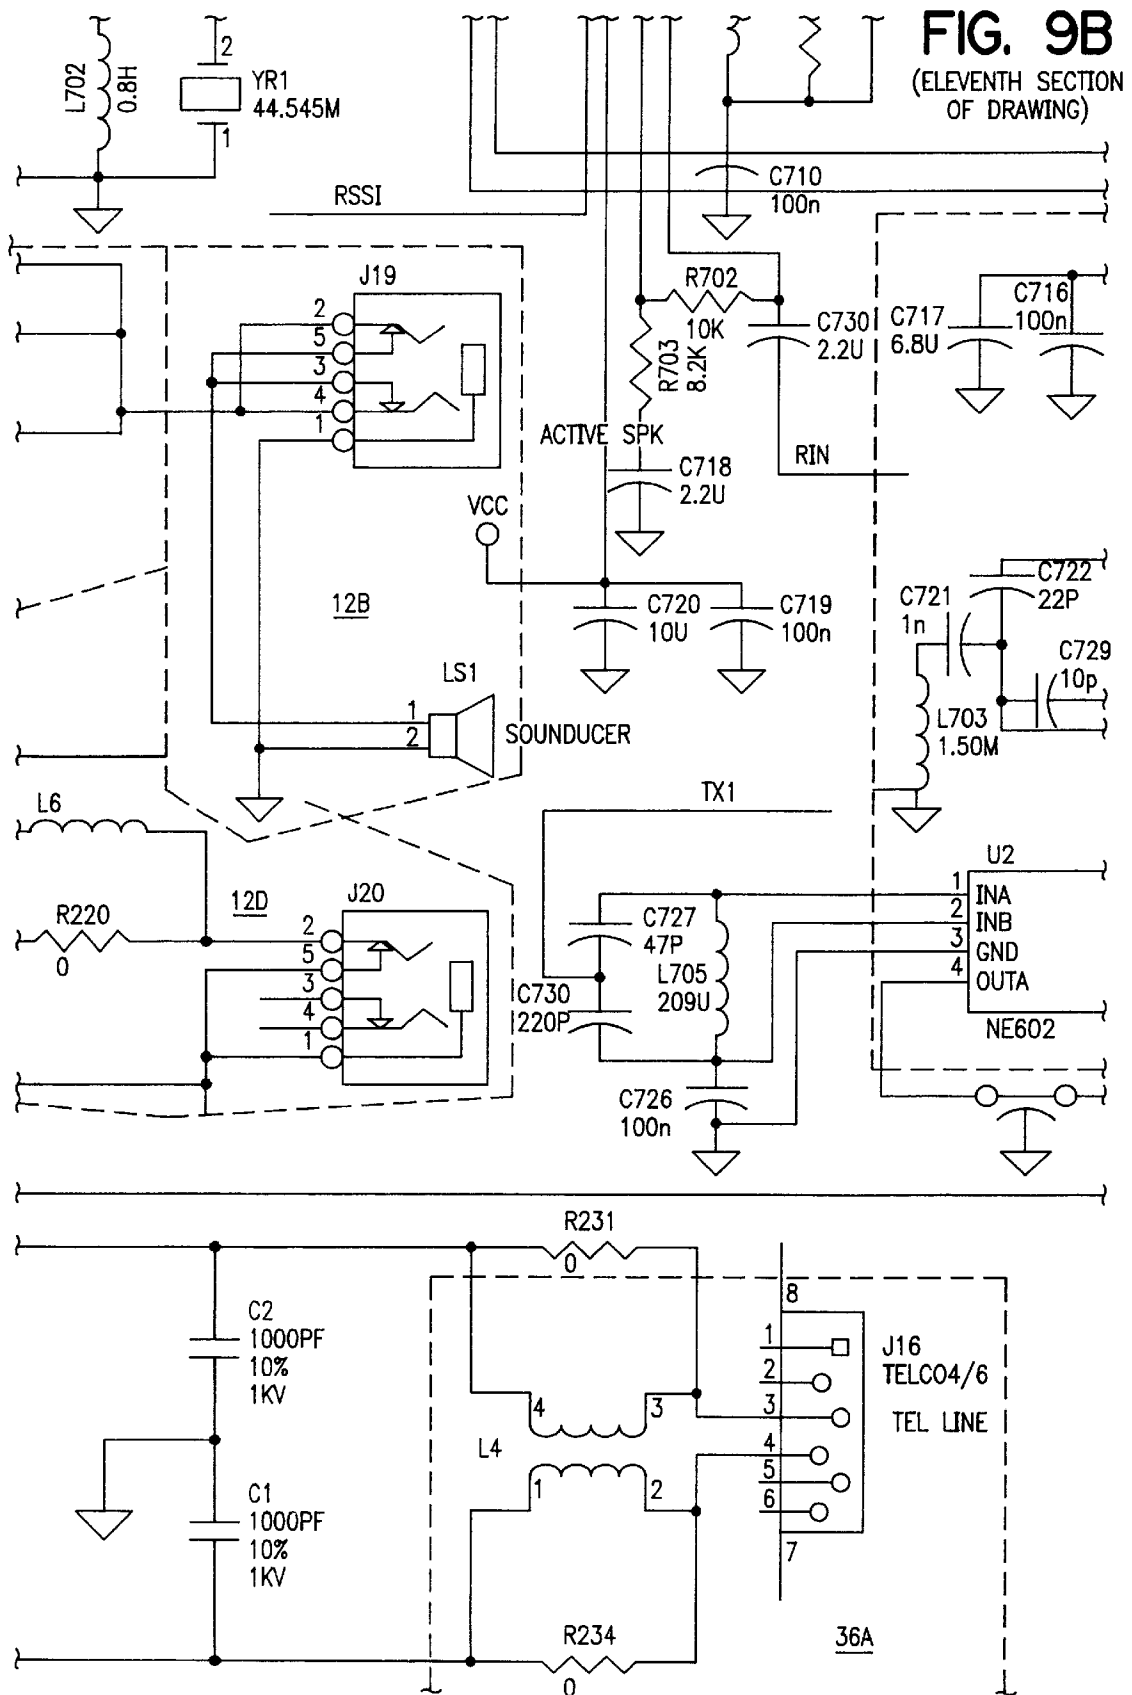 FIG. 9B
(ELEVENTH SECTION
OF DRAWING)
L702
0.8H
2
YR1
44.545M
1
C710
100n
RSSI
J19
2
5
3
4
1
R702
10K
R703
8.2K
C730
2.2U
C717
6.8U
C716
100n
ACTIVE SPK
RIN
C718
2.2U
VCC
12B
C720
10U
C719
100n
C721
1n
C722
22P
C729
10p
L703
1.50M
LS1
1
2
SOUNDUCER
TX1
L6
12D
R220
0
J20
2
5
3
4
1
C727
47P
L705
209U
C730
220P
C726
100n
U2
1
INA
2
INB
3
GND
4
OUTA
NE602
R231
0
C2
1000PF
10%
1KV
C1
1000PF
10%
1KV
4
3
L4
1
2
8
1
2
3
4
5
6
7
J16
TELCO4/6
TEL LINE
R234
0
36A